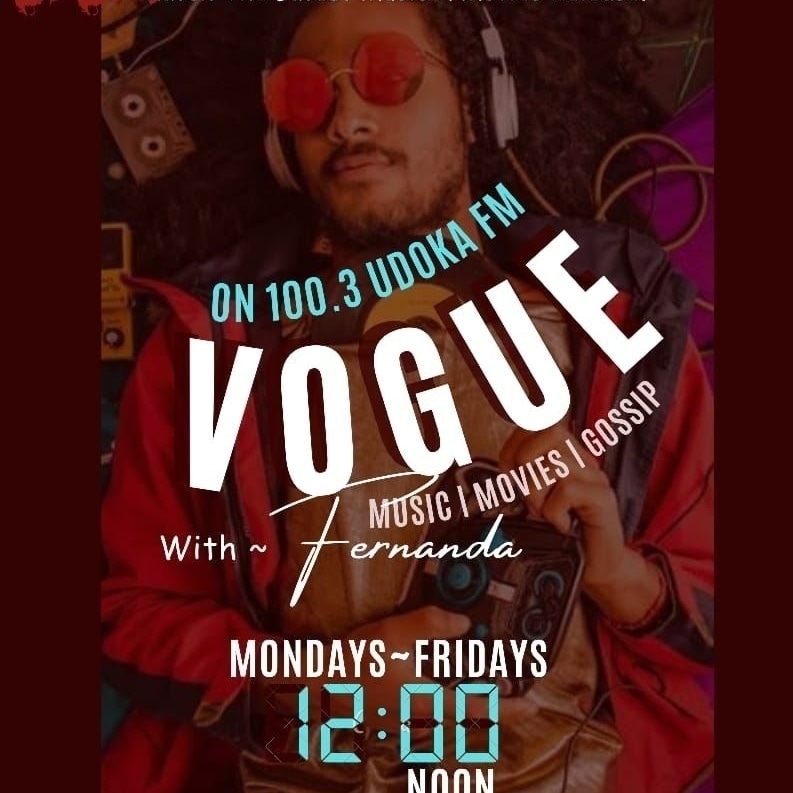 ON 100.3 UDOKA FM
VOGUE
MUSIC | MOVIES | GOSSIP
With ~ Fernanda
MONDAYS~FRIDAYS
12:00
NOON